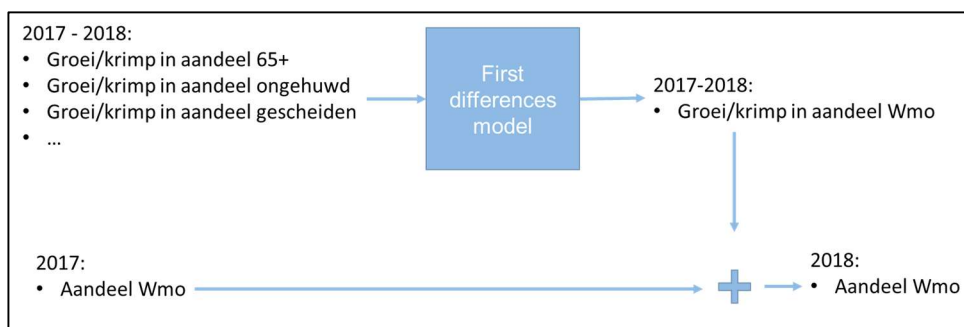 2017 - 2018:
• Groei/krimp in aandeel 65+
• Groei/krimp in aandeel ongehuwd
• Groei/krimp in aandeel gescheiden
• ...
First
differences
model
2017-2018:
• Groei/krimp in aandeel Wmo
2017:
• Aandeel Wmo
2018:
• Aandeel Wmo